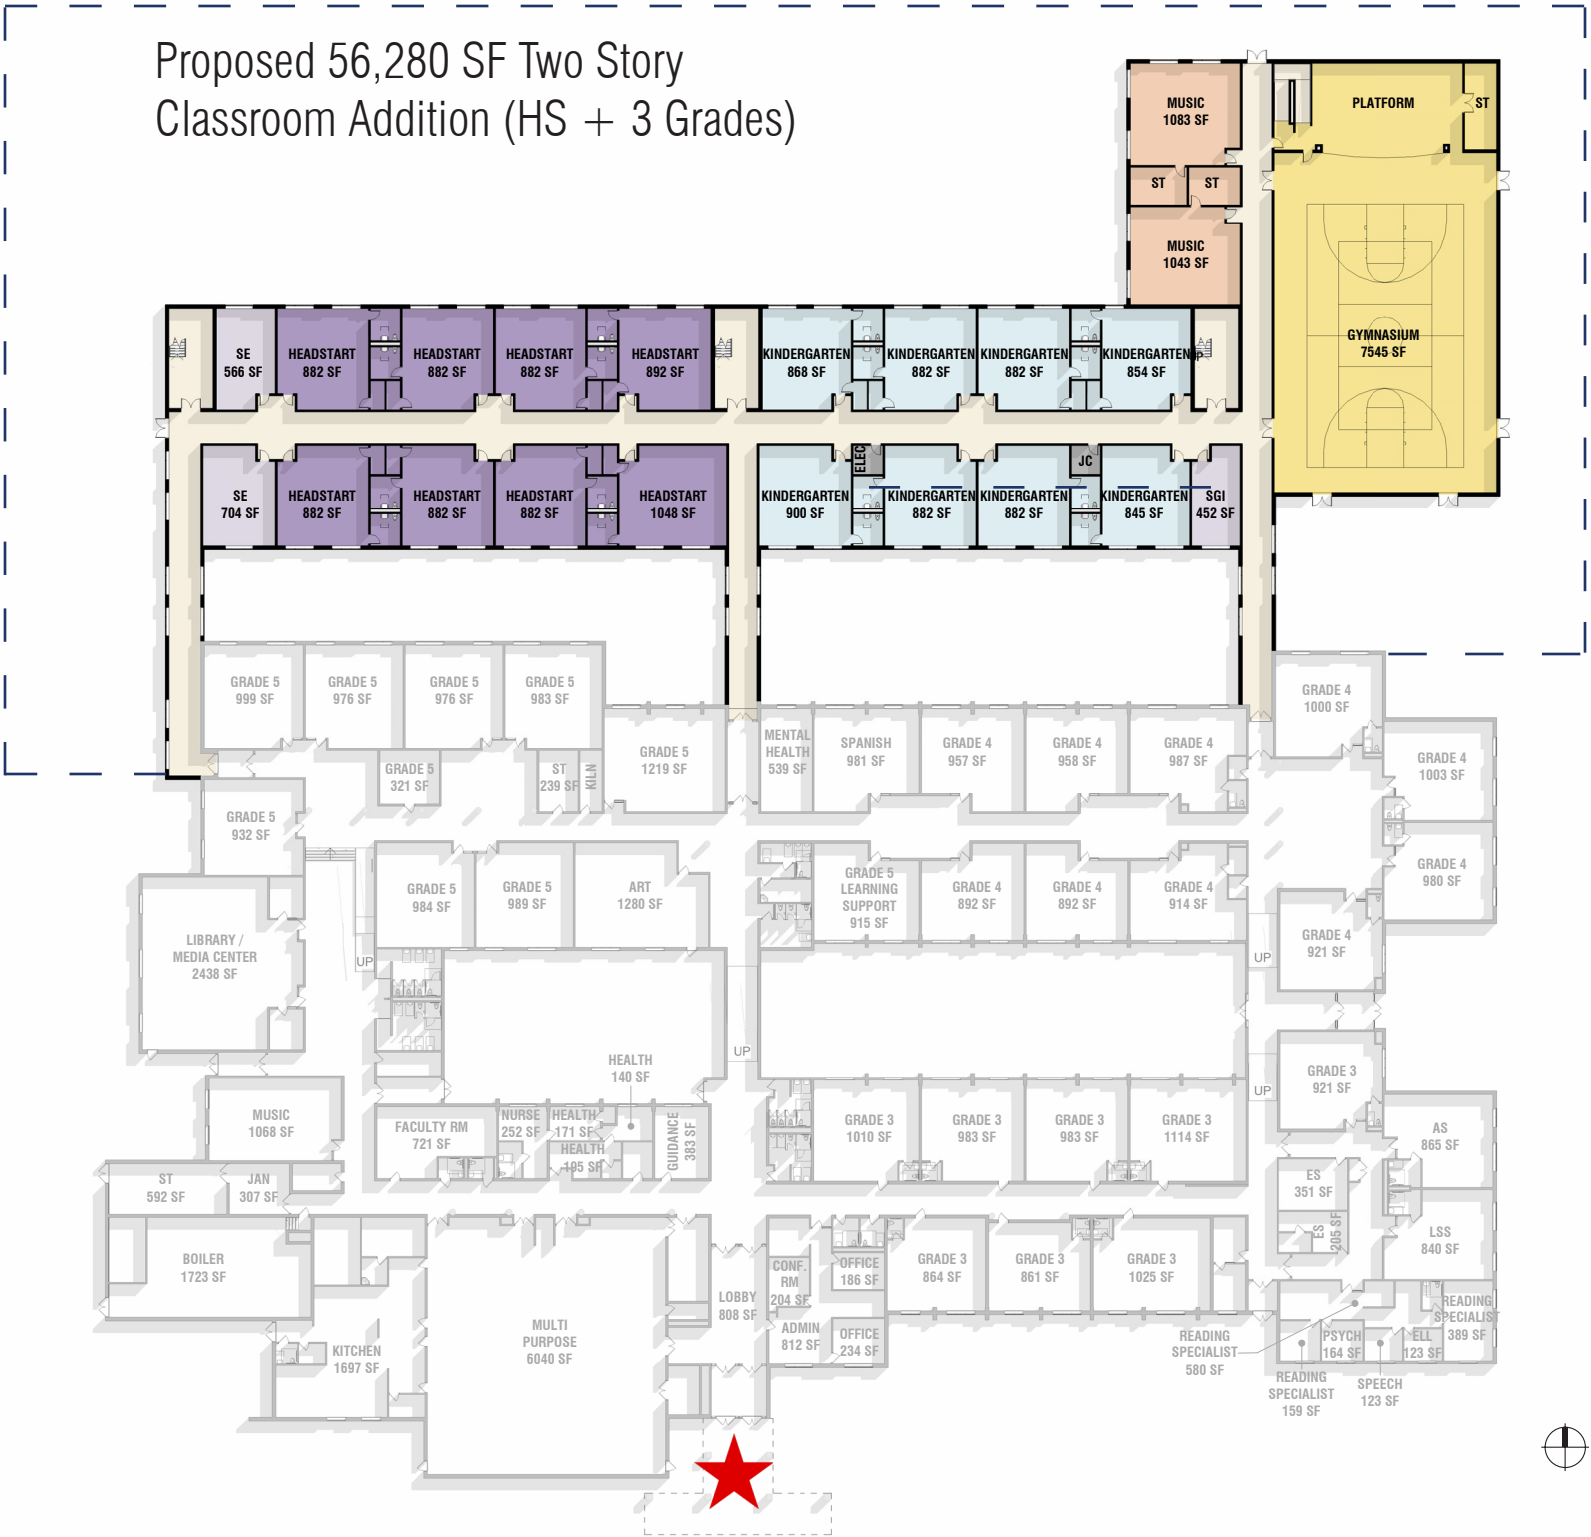 Proposed 56,280 SF Two Story
Classroom Addition (HS + 3 Grades)
MUSIC
1083 SF
PLATFORM
ST
ST
ST
MUSIC
1043 SF
GYMNASIUM
7545 SF
SE
566 SF
HEADSTART
882 SF
HEADSTART
882 SF
HEADSTART
882 SF
HEADSTART
892 SF
KINDERGARTEN
868 SF
KINDERGARTEN
882 SF
KINDERGARTEN
882 SF
KINDERGARTEN
854 SF
SE
704 SF
HEADSTART
882 SF
HEADSTART
882 SF
HEADSTART
882 SF
HEADSTART
1048 SF
KINDERGARTEN
900 SF
ELEC
KINDERGARTEN
882 SF
KINDERGARTEN
882 SF
JC
KINDERGARTEN
845 SF
SGI
452 SF
GRADE 5
999 SF
GRADE 5
976 SF
GRADE 5
976 SF
GRADE 5
983 SF
GRADE 4
1000 SF
GRADE 5
321 SF
ST
239 SF
KILN
GRADE 5
1219 SF
MENTAL
HEALTH
539 SF
SPANISH
981 SF
GRADE 4
957 SF
GRADE 4
958 SF
GRADE 4
987 SF
GRADE 4
1003 SF
GRADE 5
932 SF
GRADE 5
984 SF
GRADE 5
989 SF
ART
1280 SF
GRADE 5
LEARNING
SUPPORT
915 SF
GRADE 4
892 SF
GRADE 4
892 SF
GRADE 4
914 SF
GRADE 4
980 SF
LIBRARY /
MEDIA CENTER
2438 SF
UP
UP
GRADE 4
921 SF
UP
HEALTH
140 SF
UP
GRADE 3
921 SF
MUSIC
1068 SF
FACULTY RM
721 SF
NURSE
252 SF
HEALTH
171 SF
HEALTH
195 SF
GUIDANCE
383 SF
GRADE 3
1010 SF
GRADE 3
983 SF
GRADE 3
983 SF
GRADE 3
1114 SF
AS
865 SF
ST
592 SF
JAN
307 SF
ES
351 SF
ES
205 SF
LSS
840 SF
BOILER
1723 SF
CONF.
RM
204 SF
OFFICE
186 SF
GRADE 3
864 SF
GRADE 3
861 SF
GRADE 3
1025 SF
LOBBY
808 SF
KITCHEN
1697 SF
MULTI
PURPOSE
6040 SF
ADMIN
812 SF
OFFICE
234 SF
READING
SPECIALIST
580 SF
PSYCH
164 SF
ELL
123 SF
READING
SPECIALIST
389 SF
READING
SPECIALIST
159 SF
SPEECH
123 SF